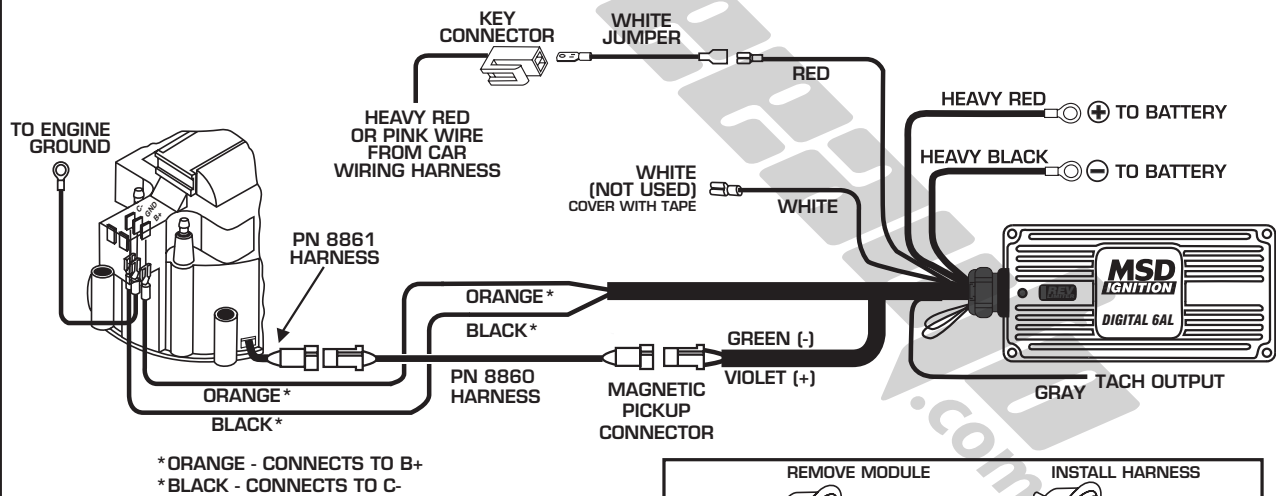 KEY
CONNECTOR
WHITE
JUMPER
RED
HEAVY RED
OR PINK WIRE
FROM CAR
WIRING HARNESS
HEAVY RED
+ TO BATTERY
HEAVY BLACK
− TO BATTERY
TO ENGINE
GROUND
WHITE
(NOT USED)
COVER WITH TAPE
WHITE
C-
GND
B+
PN 8861
HARNESS
MSD
IGNITION
REV
DIGITAL 6AL
ORANGE*
BLACK*
GREEN (-)
VIOLET (+)
PN 8860
HARNESS
MAGNETIC
PICKUP
CONNECTOR
GRAY
TACH OUTPUT
ORANGE*
BLACK*
*ORANGE - CONNECTS TO B+
*BLACK - CONNECTS TO C-
REMOVE MODULE
INSTALL HARNESS
.com